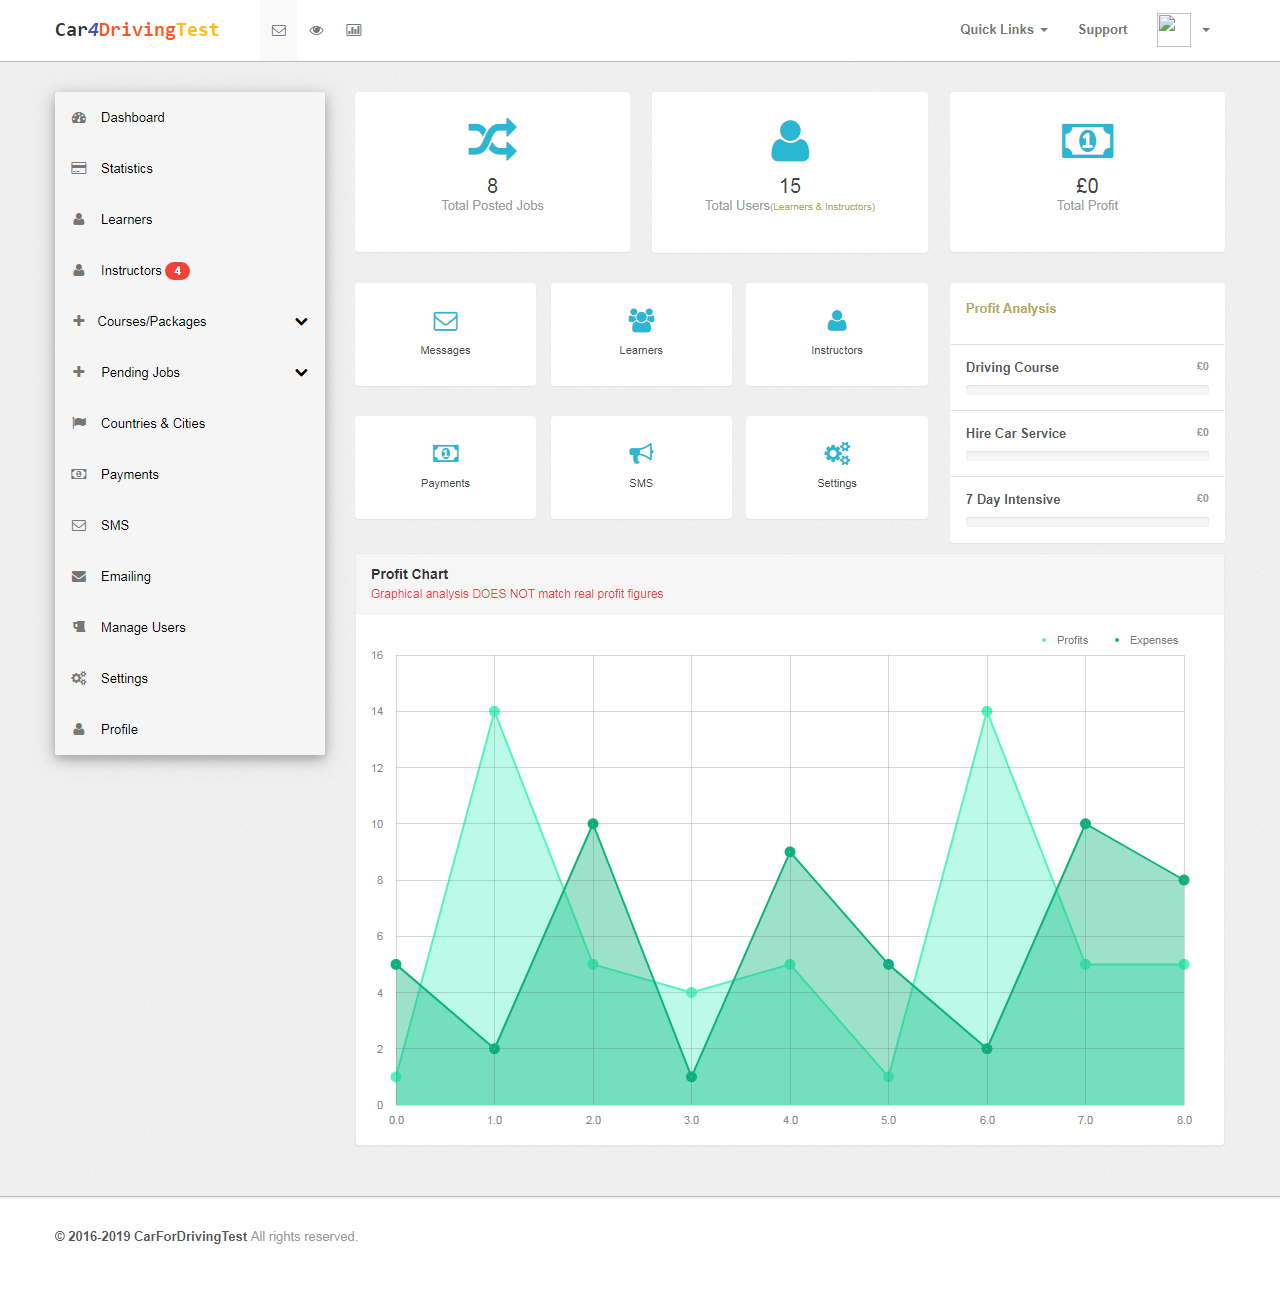 Car4DrivingTest
Quick Links
Support
Dashboard
Statistics
Learners
Instructors 4
Courses/Packages
Pending Jobs
Countries & Cities
Payments
SMS
Emailing
Manage Users
Settings
Profile
8
Total Posted Jobs
15
Total Users(Learners & Instructors)
1
£0
Total Profit
Messages
Learners
Instructors
Payments
SMS
Settings
Profit Analysis
Driving Course £0
Hire Car Service £0
7 Day Intensive £0
Profit Chart
Graphical analysis DOES NOT match real profit figures
Profits Expenses
16
14
12
10
8
6
4
2
0
0.0 1.0 2.0 3.0 4.0 5.0 6.0 7.0 8.0
© 2016-2019 CarForDrivingTest All rights reserved.